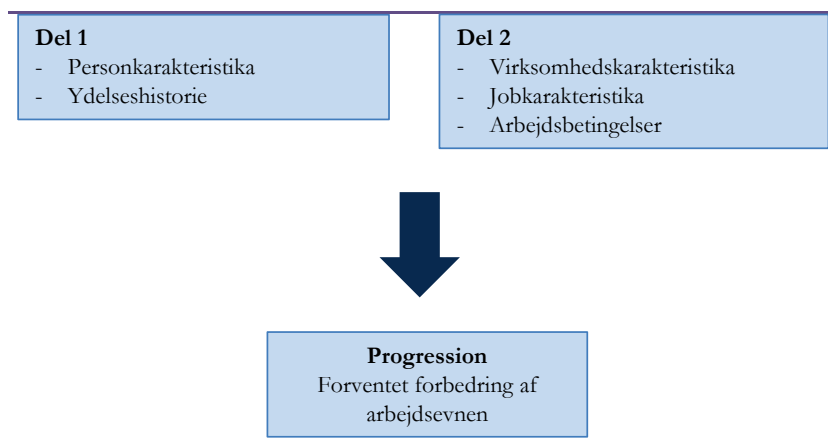 Del 1
- Personkarakteristika
- Ydelseshistorie
Del 2
- Virksomhedskarakteristika
- Jobkarakteristika
- Arbejdsbetingelser
Progression
Forventet forbedring af
arbejdsevnen